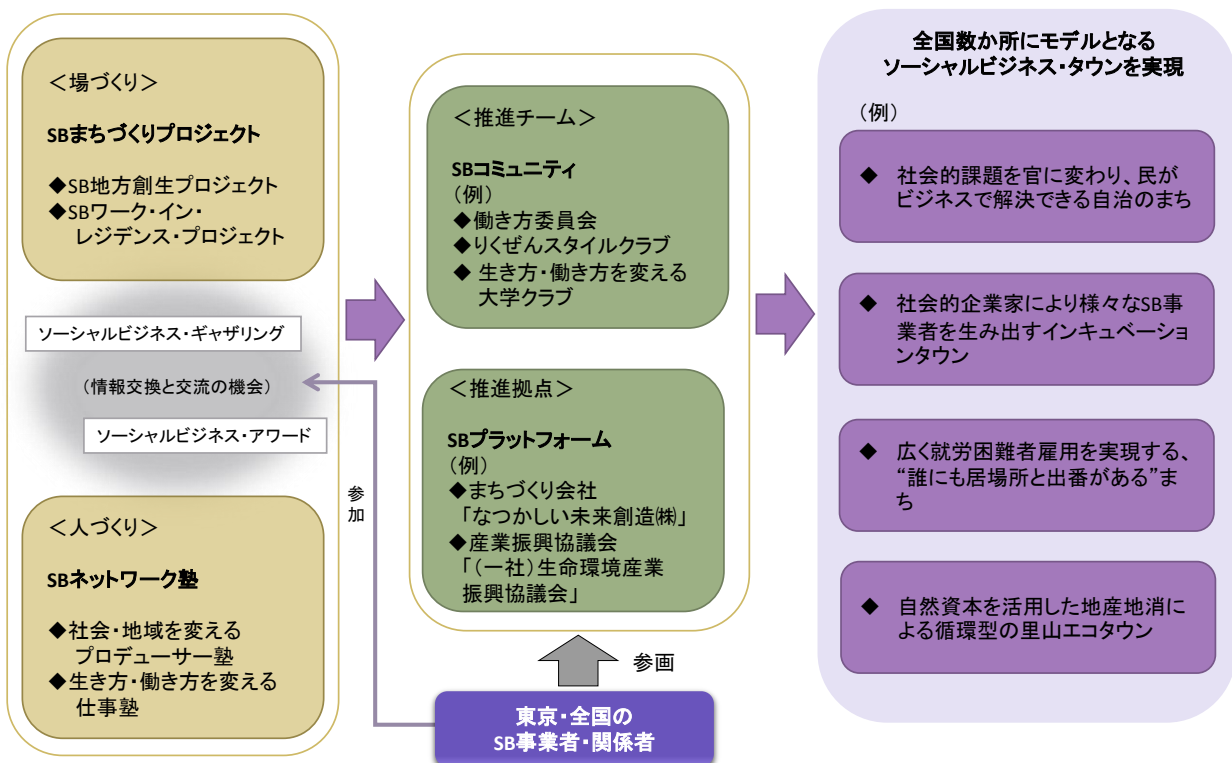 ＜場づくり＞
SBまちづくりプロジェクト
◆SB地方創生プロジェクト
◆SBワーク・イン・
レジデンス・プロジェクト
ソーシャルビジネス・ギャザリング
（情報交換と交流の機会）
ソーシャルビジネス・アワード
＜人づくり＞
SBネットワーク塾
◆社会・地域を変える
プロデューサー塾
◆生き方・働き方を変える
仕事塾
参加
＜推進チーム＞
SBコミュニティ
（例）
◆働き方委員会
◆りくぜんスタイルクラブ
◆ 生き方・働き方を変える
大学クラブ
＜推進拠点＞
SBプラットフォーム
（例）
◆まちづくり会社
「なつかしい未来創造㈱」
◆産業振興協議会
「（一社）生命環境産業
振興協議会」
参画
東京・全国の
SB事業者・関係者
全国数か所にモデルとなる
ソーシャルビジネス・タウンを実現
（例）
◆ 社会的課題を官に変わり、民が
ビジネスで解決できる自治のまち
◆ 社会的企業家により様々なSB事
業者を生み出すインキュベーショ
ンタウン
◆ 広く就労困難者雇用を実現する、
“誰にも居場所と出番がある”ま
ち
◆ 自然資本を活用した地産地消に
よる循環型の里山エコタウン